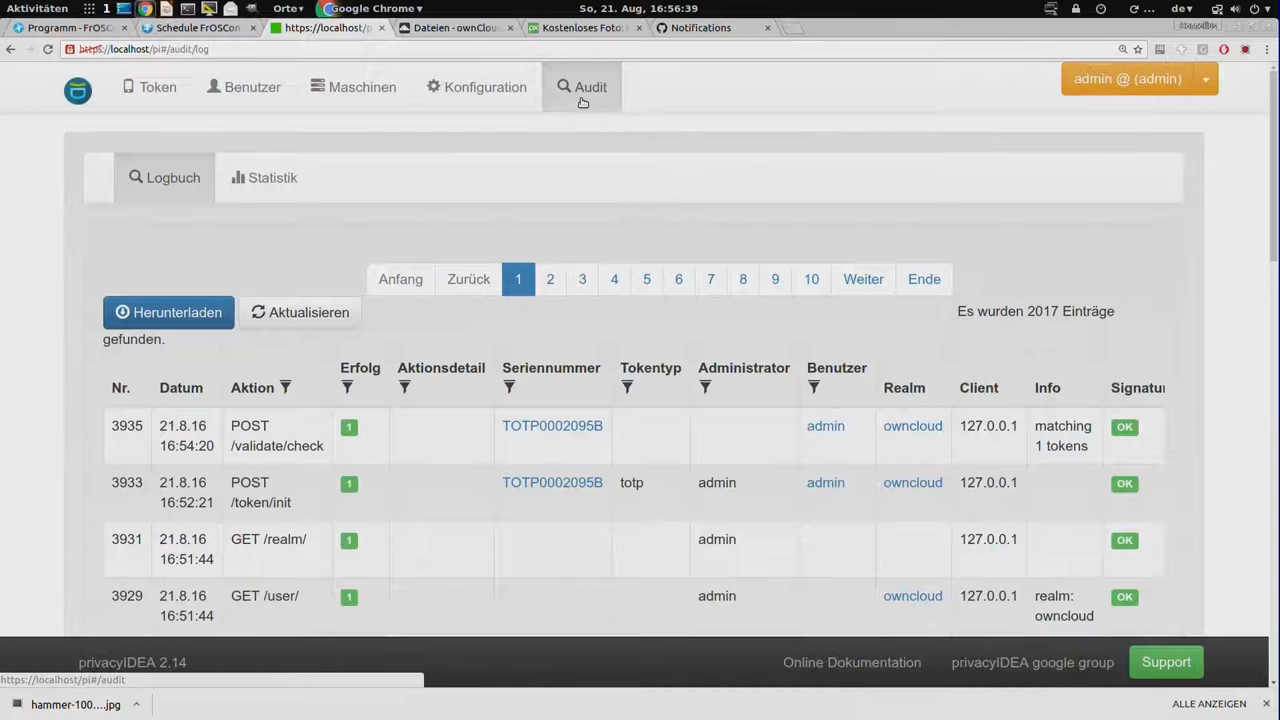 Aktivitäten
Orte
Google Chrome
So, 21. Aug, 16:56:39
de
Programm - FrOSC
Schedule FrOSCon
https://localhost/p
Dateien - ownClou
Kostenloses Foto:
Notifications
https://localhost/pi#/audit/log
Token
Benutzer
Maschinen
Konfiguration
Audit
admin @ (admin)
Logbuch
Statistik
Anfang
Zurück
1
2
3
4
5
6
7
8
9
10
Weiter
Ende
Herunterladen
Aktualisieren
Es wurden 2017 Einträge
gefunden.
Nr.
Datum
Aktion
Erfolg
Aktionsdetail
Seriennummer
Tokentyp
Administrator
Benutzer
Realm
Client
Info
Signatur
3935
21.8.16
16:54:20
POST
/validate/check
1
TOTP0002095B
admin
owncloud
127.0.0.1
matching
1 tokens
OK
3933
21.8.16
16:52:21
POST
/token/init
1
TOTP0002095B
totp
admin
admin
owncloud
127.0.0.1
OK
3931
21.8.16
16:51:44
GET /realm/
1
admin
127.0.0.1
OK
3929
21.8.16
16:51:44
GET /user/
1
admin
owncloud
127.0.0.1
realm:
owncloud
OK
privacyIDEA 2.14
Online Dokumentation
privacyIDEA google group
Support
https://localhost/pi#/audit
hammer-100....jpg
ALLE ANZEIGEN